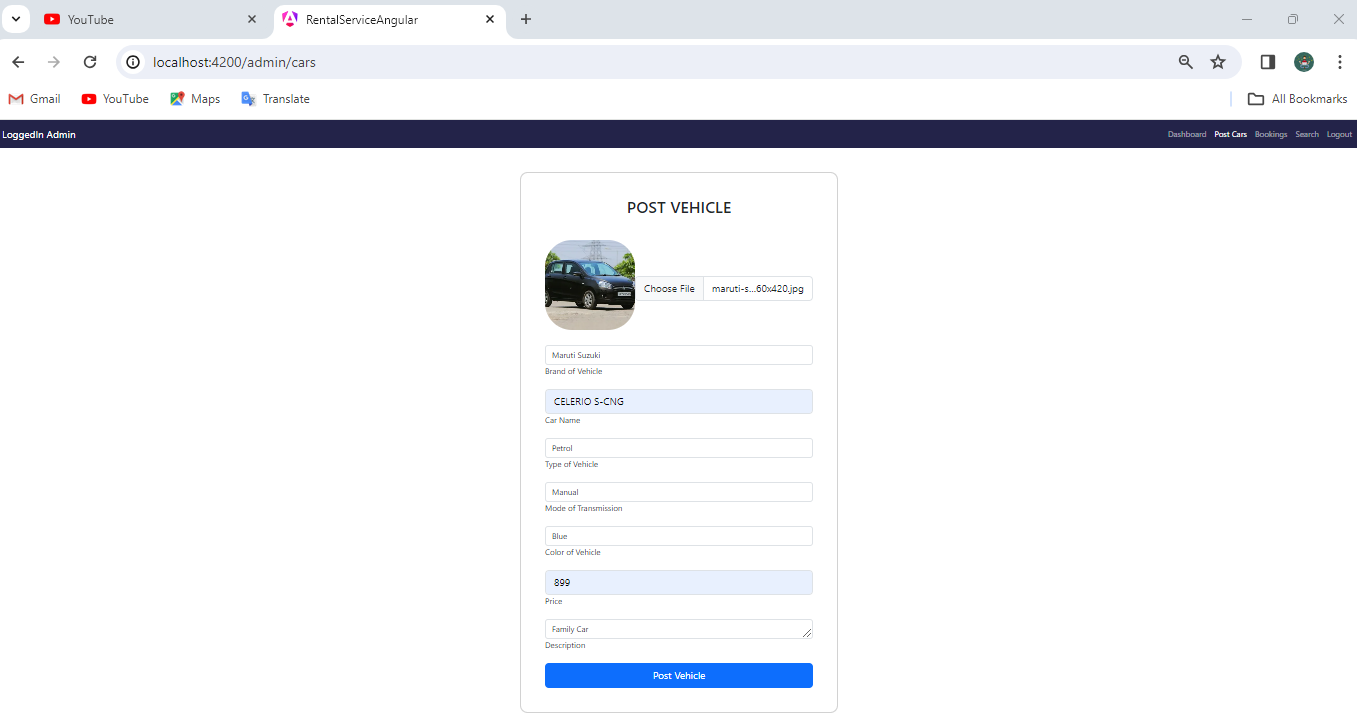 YouTube
RentalServiceAngular
localhost:4200/admin/cars
Gmail YouTube Maps Translate All Bookmarks
LoggedIn Admin Dashboard Post Cars Bookings Search Logout
POST VEHICLE
Choose File maruti-s...60x420.jpg
Maruti Suzuki
Brand of Vehicle
CELERIO S-CNG
Car Name
Petrol
Type of Vehicle
Manual
Mode of Transmission
Blue
Color of Vehicle
899
Price
Family Car
Description
Post Vehicle